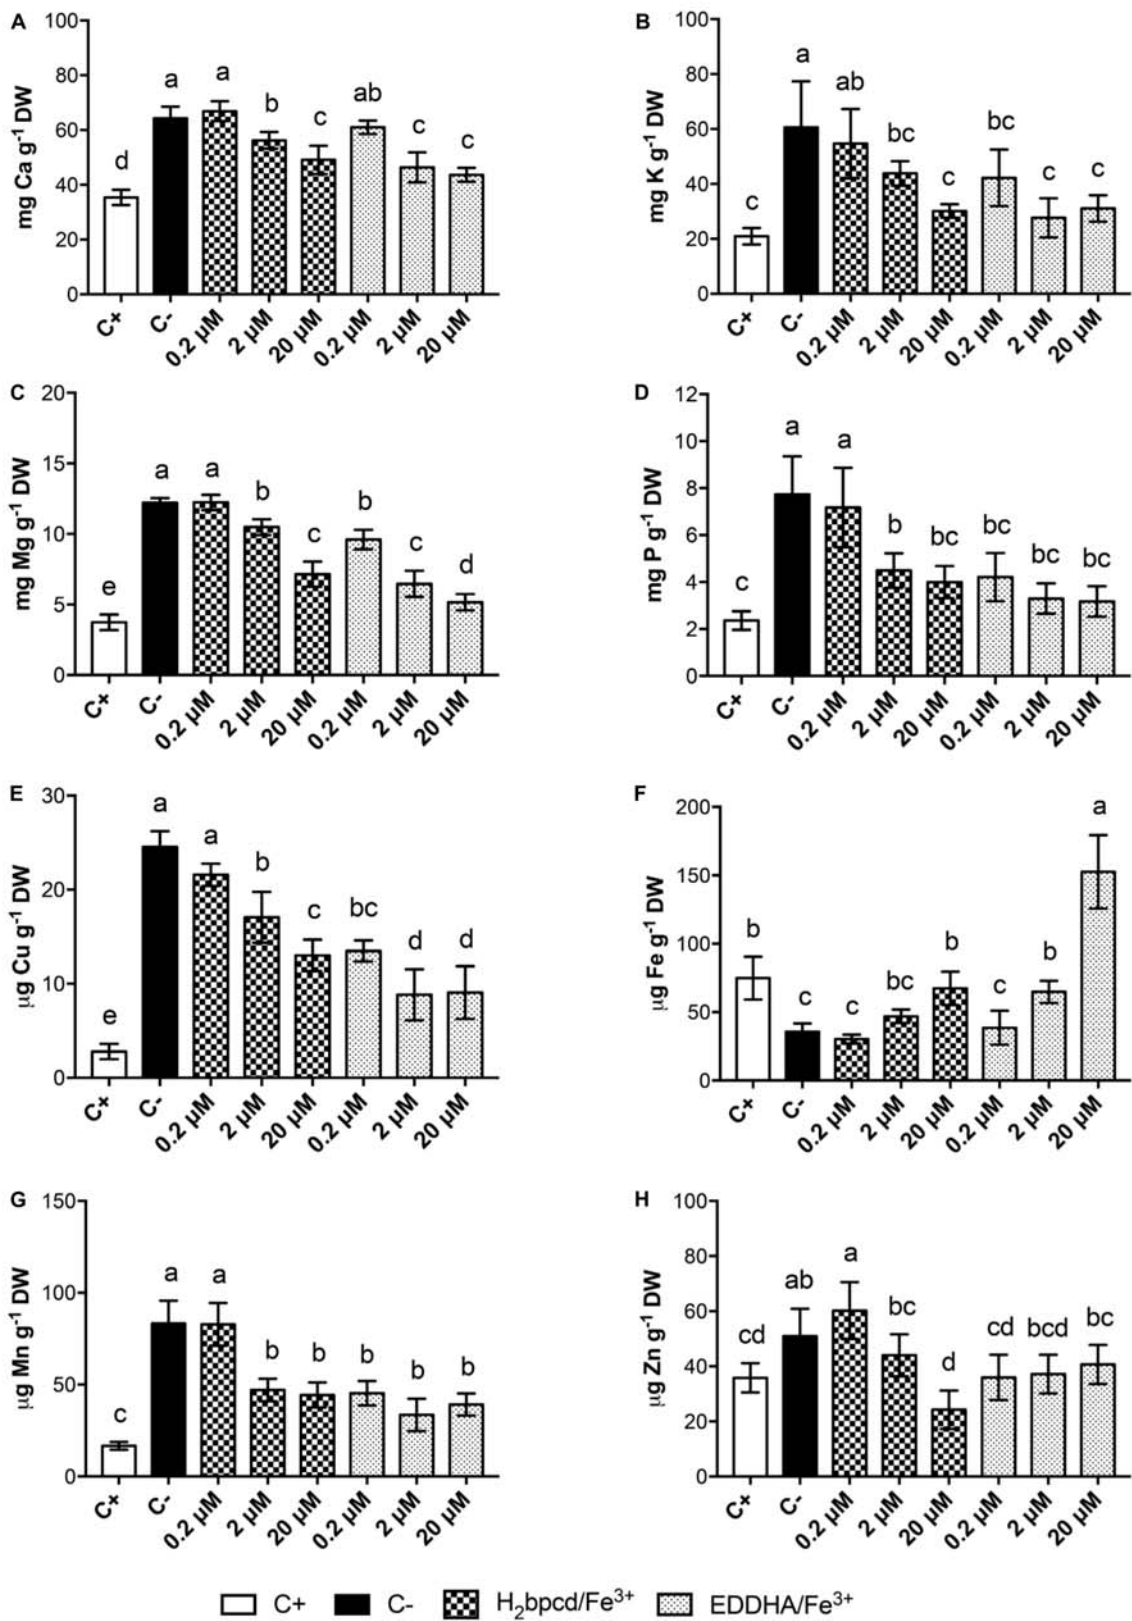 A
mg Ca g⁻¹ DW
100
80
60
40
20
0
d
a
a
b
c
ab
c
c
C+
C-
0.2 µM
2 µM
20 µM
0.2 µM
2 µM
20 µM
B
mg K g⁻¹ DW
100
80
60
40
20
0
c
a
ab
bc
c
bc
c
c
C+
C-
0.2 µM
2 µM
20 µM
0.2 µM
2 µM
20 µM
C
mg Mg g⁻¹ DW
20
15
10
5
0
e
a
a
b
c
b
c
d
C+
C-
0.2 µM
2 µM
20 µM
0.2 µM
2 µM
20 µM
D
mg P g⁻¹ DW
12
10
8
6
4
2
0
c
a
a
b
bc
bc
bc
bc
C+
C-
0.2 µM
2 µM
20 µM
0.2 µM
2 µM
20 µM
E
µg Cu g⁻¹ DW
30
20
10
0
e
a
a
b
c
bc
d
d
C+
C-
0.2 µM
2 µM
20 µM
0.2 µM
2 µM
20 µM
F
µg Fe g⁻¹ DW
200
150
100
50
0
b
c
c
bc
b
c
b
a
C+
C-
0.2 µM
2 µM
20 µM
0.2 µM
2 µM
20 µM
G
µg Mn g⁻¹ DW
150
100
50
0
c
a
a
b
b
b
b
b
C+
C-
0.2 µM
2 µM
20 µM
0.2 µM
2 µM
20 µM
H
µg Zn g⁻¹ DW
100
80
60
40
20
0
cd
ab
a
bc
d
cd
bcd
bc
C+
C-
0.2 µM
2 µM
20 µM
0.2 µM
2 µM
20 µM
C+ C- H₂bpcd/Fe³⁺ EDDHA/Fe³⁺